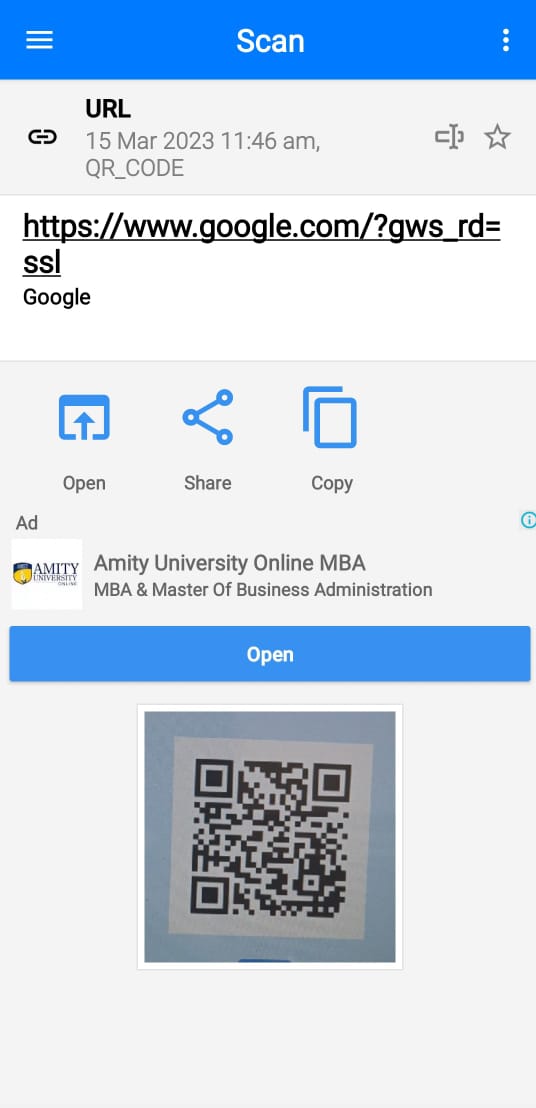 Scan
URL
15 Mar 2023 11:46 am,
QR_CODE
https://www.google.com/?gws_rd=
ssl
Google
Open
Share
Copy
Ad
AMITY
UNIVERSITY
ONLINE
Amity University Online MBA
MBA & Master Of Business Administration
Open